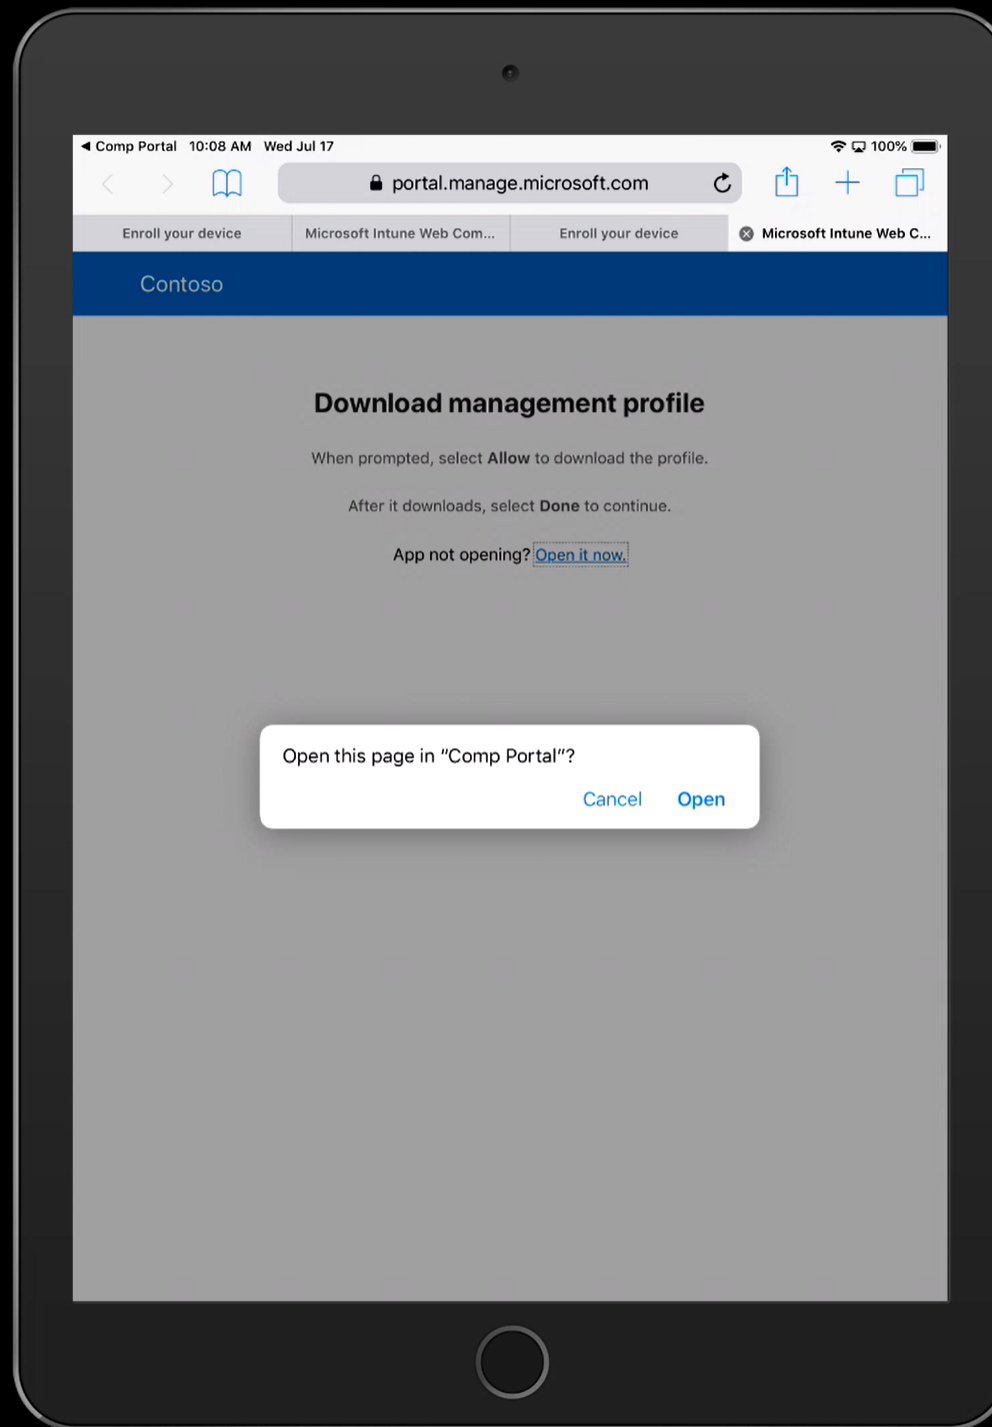 ◀ Comp Portal 10:08 AM Wed Jul 17 100%
portal.manage.microsoft.com
Enroll your device Microsoft Intune Web Com... Enroll your device Microsoft Intune Web C...
Contoso
Download management profile
When prompted, select Allow to download the profile.
After it downloads, select Done to continue.
App not opening? Open it now.
Open this page in "Comp Portal"?
Cancel Open